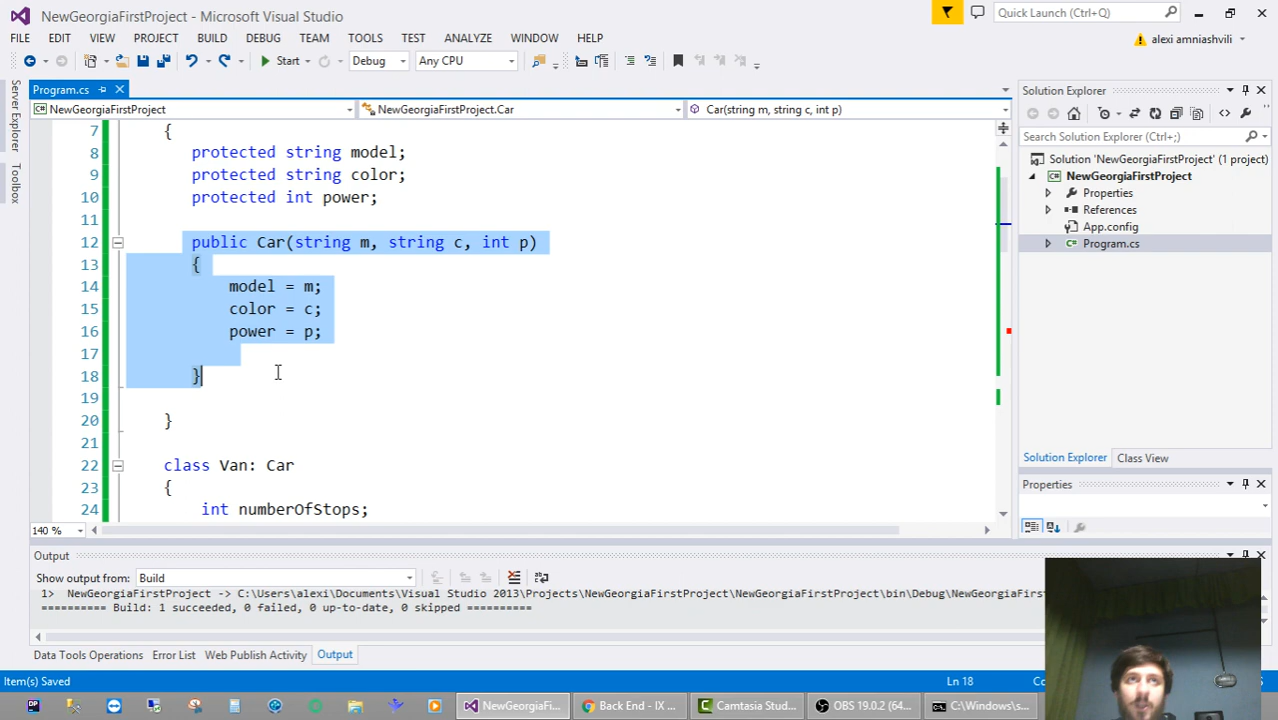 NewGeorgiaFirstProject - Microsoft Visual Studio
Quick Launch (Ctrl+Q)
FILE EDIT VIEW PROJECT BUILD DEBUG TEAM TOOLS TEST ANALYZE WINDOW HELP
alexi amniashvili
Start Debug Any CPU
Server Explorer
Toolbox
Program.cs
NewGeorgiaFirstProject NewGeorgiaFirstProject.Car Car(string m, string c, int p)
7 {
8 protected string model;
9 protected string color;
10 protected int power;
11
12 public Car(string m, string c, int p)
13 {
14 model = m;
15 color = c;
16 power = p;
17
18 }
19
20 }
21
22 class Van: Car
23 {
24 int numberOfStops;
140 %
Solution Explorer
Search Solution Explorer (Ctrl+;)
Solution 'NewGeorgiaFirstProject' (1 project)
NewGeorgiaFirstProject
Properties
References
App.config
Program.cs
Solution Explorer Class View
Properties
Output
Show output from: Build
1> NewGeorgiaFirstProject -> C:\Users\alexi\Documents\Visual Studio 2013\Projects\NewGeorgiaFirstProject\NewGeorgiaFirstProject\bin\Debug\NewGeorgiaFirs
========== Build: 1 succeeded, 0 failed, 0 up-to-date, 0 skipped ==========
Data Tools Operations Error List Web Publish Activity Output
Item(s) Saved
Ln 18
DP
NewGeorgiaFi... Back End - IX ... Camtasia Stud... OBS 19.0.2 (64... C:\Windows\s...